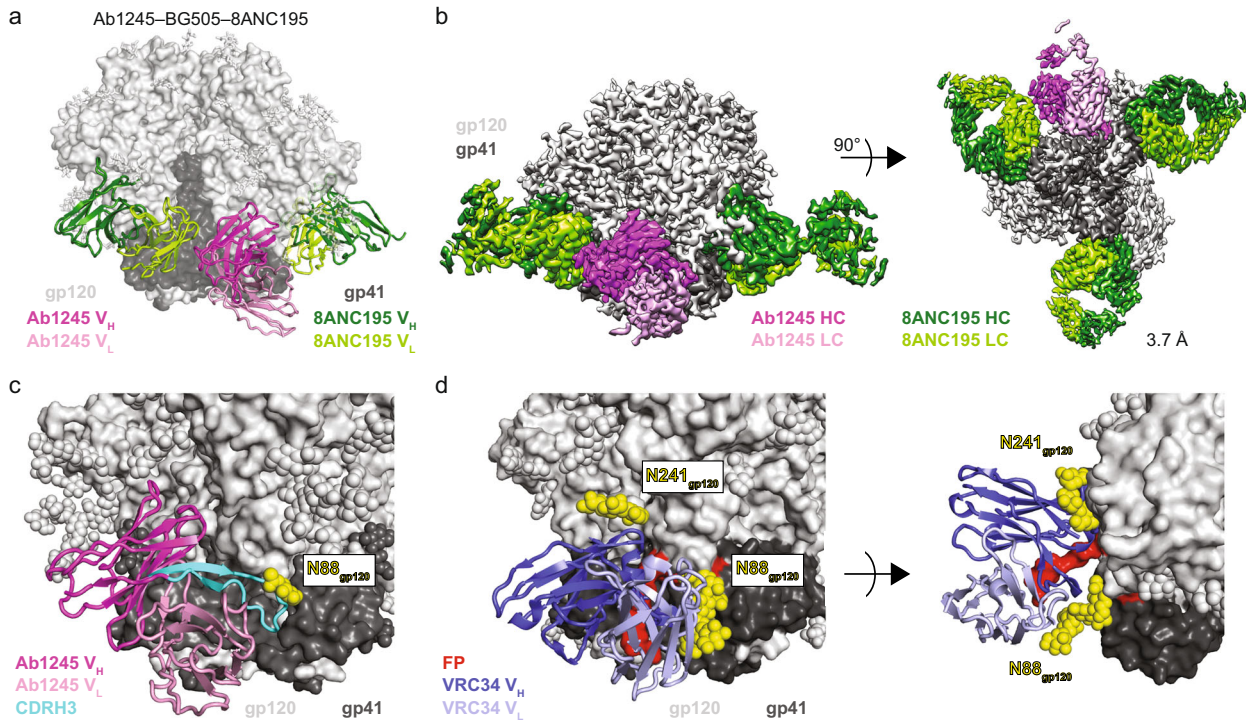 a
Ab1245–BG505–8ANC195
gp120
gp41
Ab1245 VH
8ANC195 VH
Ab1245 VL
8ANC195 VL
b
gp120
gp41
90°
Ab1245 HC
8ANC195 HC
Ab1245 LC
8ANC195 LC
3.7 Å
c
N88gp120
Ab1245 VH
Ab1245 VL
CDRH3
gp120
gp41
d
N241gp120
N88gp120
FP
VRC34 VH
VRC34 VL
gp120
gp41
N241gp120
N88gp120